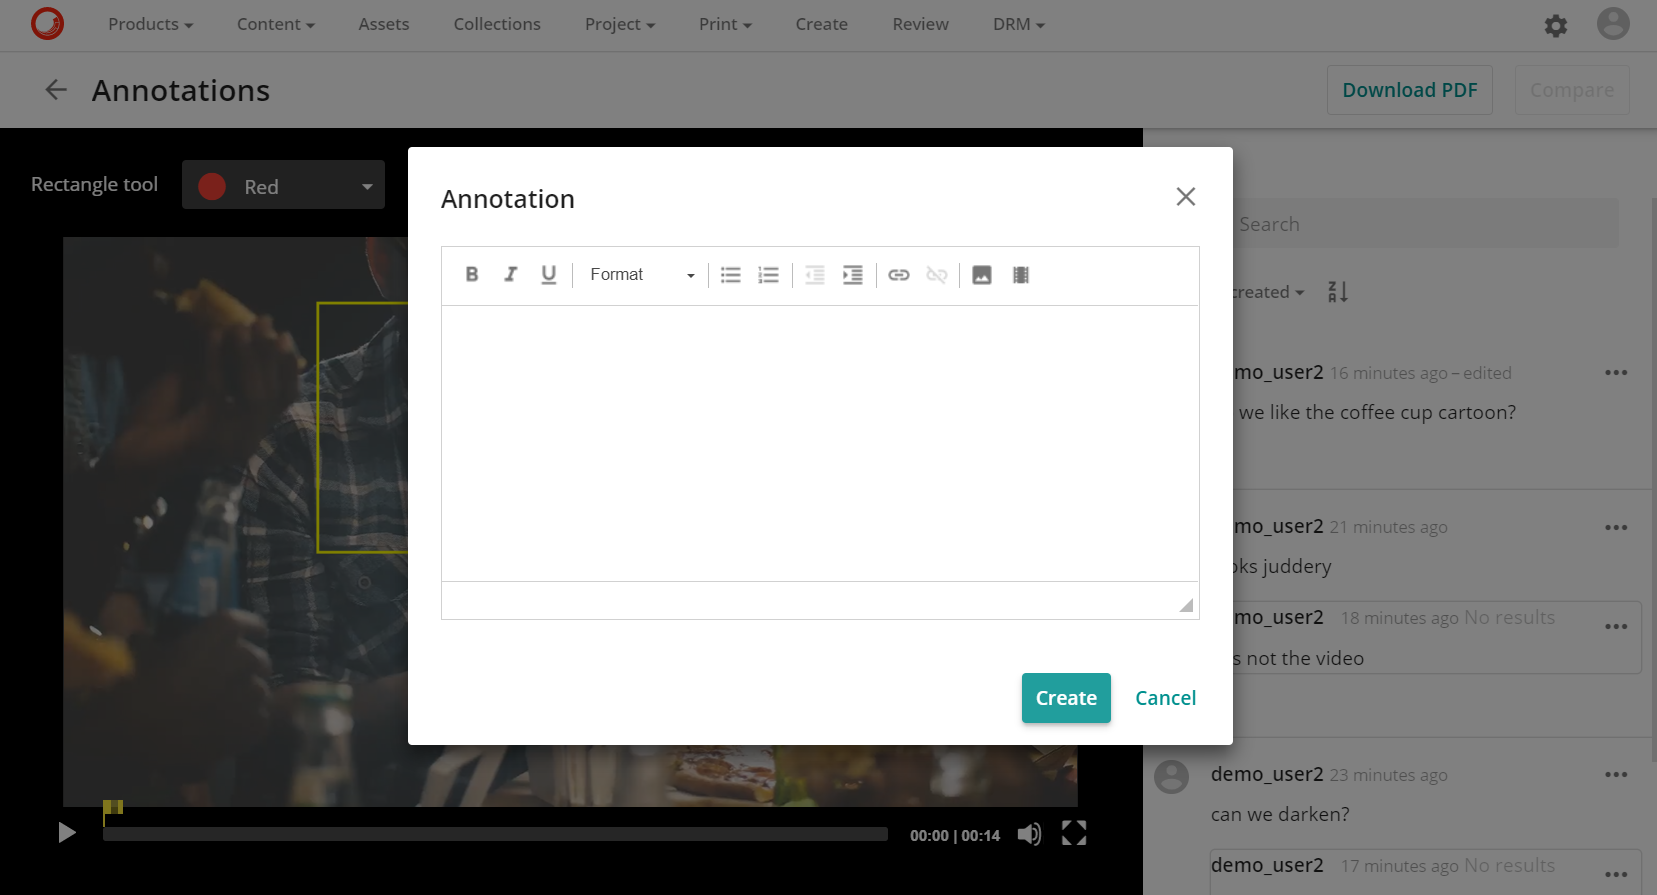 Products Content Assets Collections Project Print Create Review DRM
Annotations Download PDF Compare
Rectangle tool Red
Annotation
Format
Create Cancel
00:00 | 00:14
Search
created
mo_user2 16 minutes ago – edited
we like the coffee cup cartoon?
mo_user2 21 minutes ago
oks juddery
mo_user2 18 minutes ago No results
s not the video
demo_user2 23 minutes ago
can we darken?
demo_user2 17 minutes ago No results